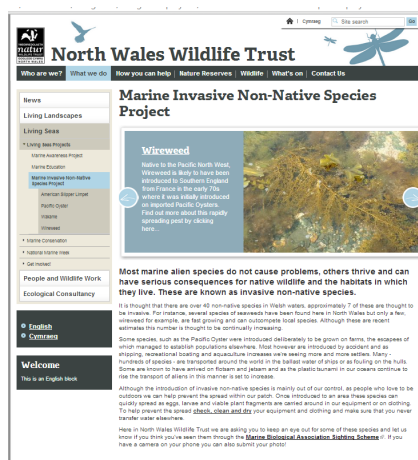 Cymraeg
Site search
Go
North Wales Wildlife Trust
Who are we?
What we do
How you can help
Nature Reserves
Wildlife
What's on
Contact Us
News
Living Landscapes
Living Seas
Living Seas Projects
Marine Awareness Project
Marine Education
Marine Invasive Non-Native
Species Project
American Slipper Limpet
Pacific Oyster
Wakame
Wireweed
Marine Conservation
National Marine Week
Get Involved
People and Wildlife Work
Ecological Consultancy
English
Cymraeg
Welcome
This is an English block
Marine Invasive Non-Native Species
Project
Wireweed
Native to the Pacific North West,
Wireweed is likely to have been
introduced to Southern England
from France in the early 70s
where it was initially introduced
on imported Pacific Oysters.
Find out more about this rapidly
spreading pest by clicking
here...
Most marine alien species do not cause problems, others thrive and can
have serious consequences for native wildlife and the habitats in which
they live. These are known as invasive non-native species.
It is thought that there are over 40 non-native species in Welsh waters, approximately 7 of these are thought to
be invasive. For instance, several species of seaweeds have been found here in North Wales but only a few,
wireweed for example, are fast growing and can outcompete local species. Although these are recent
estimates this number is thought to be continually increasing.
Some species, such as the Pacific Oyster were introduced deliberately to be grown on farms, the escapes of
which managed to establish populations elsewhere. Most however are introduced by accident and as
shipping, recreational boating and aquaculture increase we're seeing more and more settlers. Many -
hundreds of species - are transported around the world in the ballast water of ships or as fouling on the hulls.
Some are known to have arrived on flotsam and jetsam and as the plastic tsunami in our oceans continue to
rise the transport of aliens in this manner is set to increase.
Although the introduction of invasive non-native species is mainly out of our control, as people who love to be
outdoors we can help prevent the spread within our patch. Once introduced to an area these species can
quickly spread as eggs, larvae and viable plant fragments are carried around in our equipment or on clothing.
To help prevent the spread check, clean and dry your equipment and clothing and make sure that you never
transfer water elsewhere.
Here in North Wales Wildlife Trust we are asking you to keep an eye out for some of these species and let us
know if you think you've seen them through the Marine Biological Association Sighting Scheme. If you
have a camera on your phone you can also submit your photo!